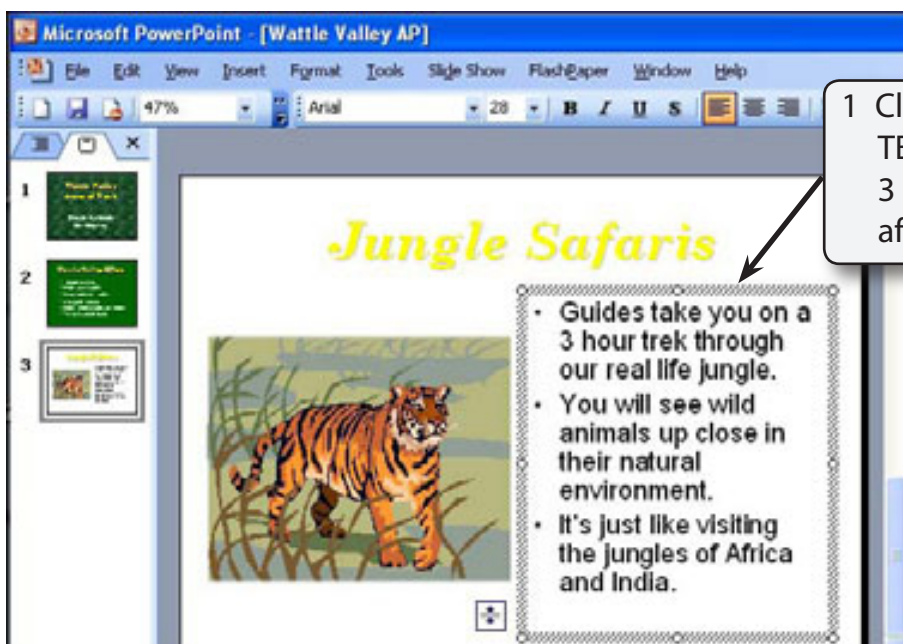 Microsoft PowerPoint - [Wattle Valley AP]
File Edit View Insert Format Tools Slide Show FlashPaper Window Help
47% Arial 28 B I U S
1 Cl
TE
3
af
1
2
3
Jungle Safaris
• Guides take you on a
3 hour trek through
our real life jungle.
• You will see wild
animals up close in
their natural
environment.
• It's just like visiting
the jungles of Africa
and India.